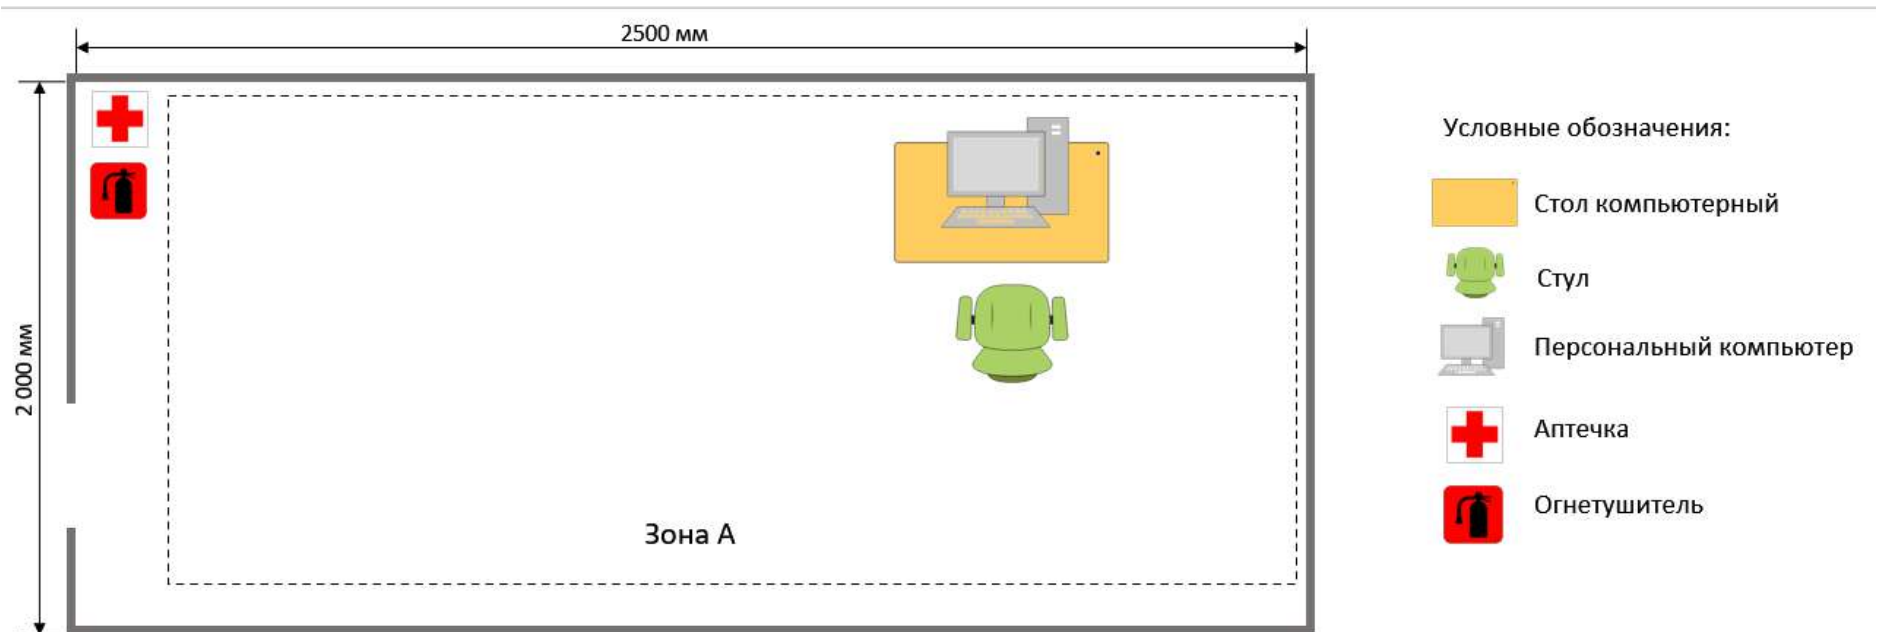 2500 мм
2 000 мм
Зона А
Условные обозначения:
Стол компьютерный
Стул
Персональный компьютер
Аптечка
Огнетушитель